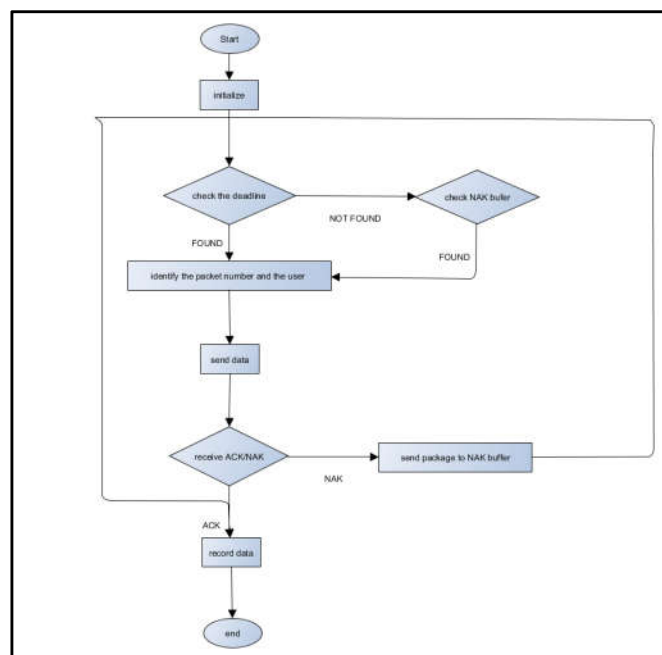 Start
initialize
check the deadline
check NAK bufer
NOT FOUND
FOUND
FOUND
identify the packet number and the user
send data
receive ACK/NAK
send package to NAK buffer
NAK
ACK
record data
end